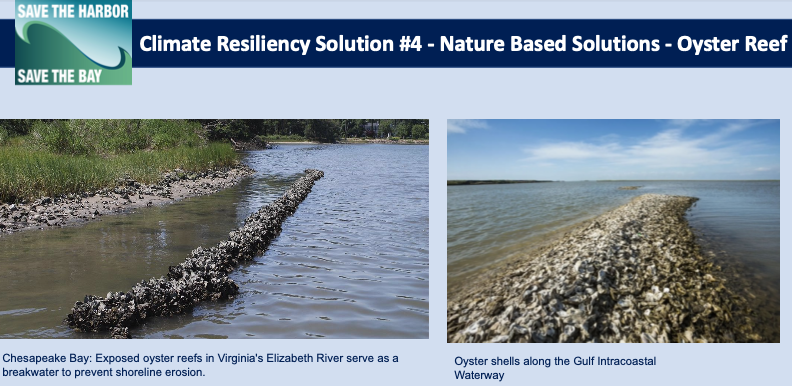 SAVE THE HARBOR
SAVE THE BAY
Climate Resiliency Solution #4 - Nature Based Solutions - Oyster Reef
Chesapeake Bay: Exposed oyster reefs in Virginia's Elizabeth River serve as a
breakwater to prevent shoreline erosion.
Oyster shells along the Gulf Intracoastal
Waterway